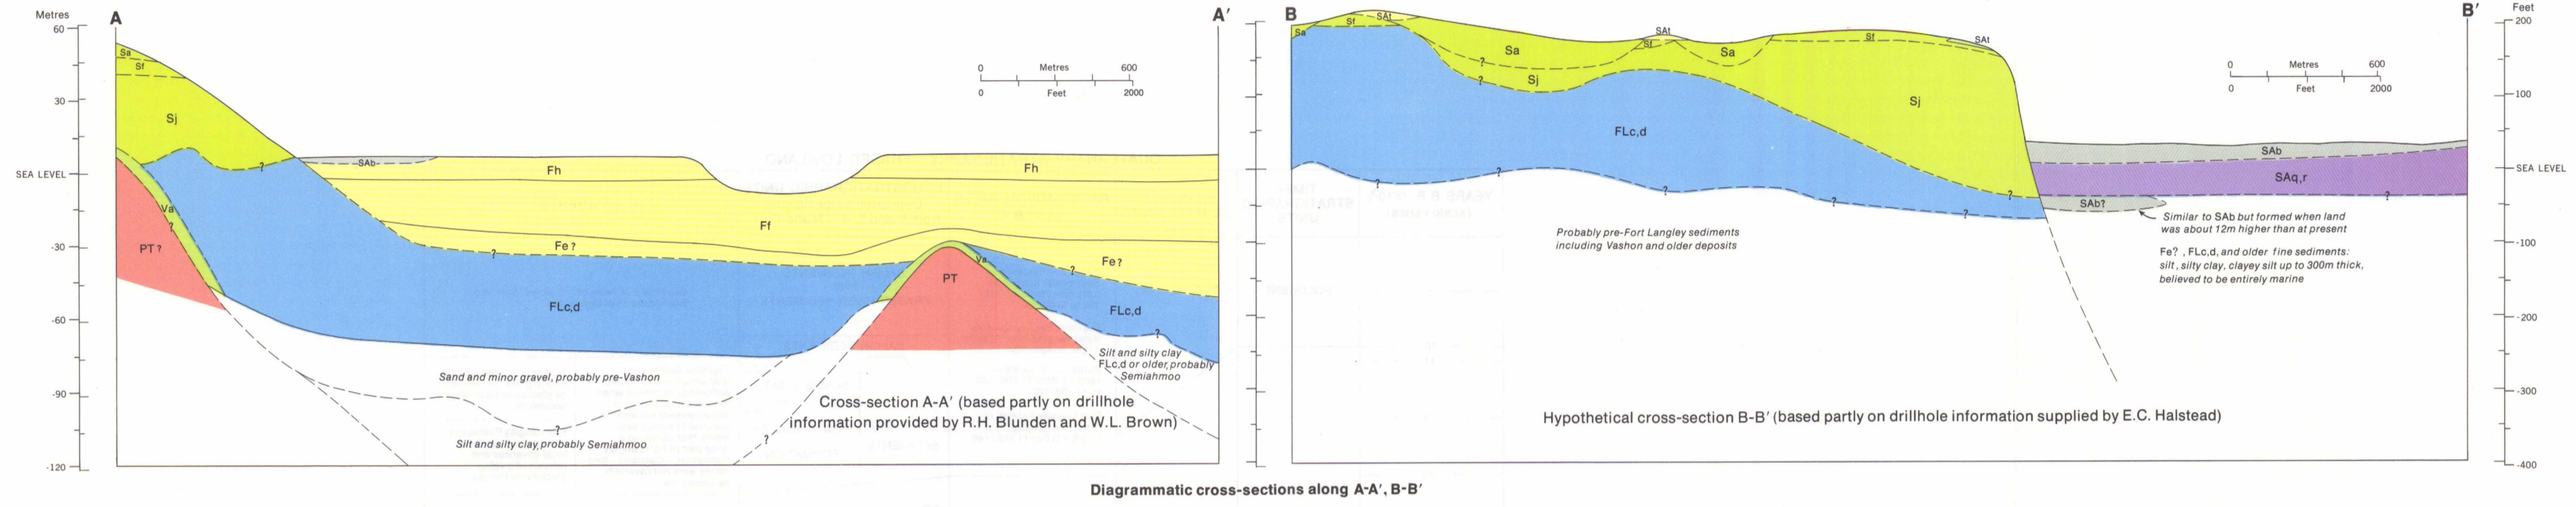 Metres
A
A′
B
B′
Feet
60
30
SEA LEVEL
-30
-60
-90
-120
Sa
Sf
Sj
?
Va
?
PT ?
SAb
Fh
Fh
Ff
Fe ?
?
FLc,d
PT
Va
Fe?
?
FLc,d
?
0 Metres 600
0 Feet 2000
Sand and minor gravel, probably pre-Vashon
?
Silt and silty clay, probably Semiahmoo
?
Silt and silty clay
FLc,d or older, probably
Semiahmoo
Cross-section A-A′ (based partly on drillhole
information provided by R.H. Blunden and W.L. Brown)
Sa
Sf
SAt
Sa
?
?
Sj
SAt
Sf
Sa
Sf
SAt
Sj
FLc,d
?
?
?
?
?
?
0 Metres 600
0 Feet 2000
SAb
SAq,r
?
SAb?
Similar to SAb but formed when land
was about 12m higher than at present
Fe? , FLc,d, and older fine sediments:
silt, silty clay, clayey silt up to 300m thick,
believed to be entirely marine
Probably pre-Fort Langley sediments
including Vashon and older deposits
Hypothetical cross-section B-B′ (based partly on drillhole information supplied by E.C. Halstead)
200
100
SEA LEVEL
-100
-200
-300
-400
Diagrammatic cross-sections along A-A′, B-B′